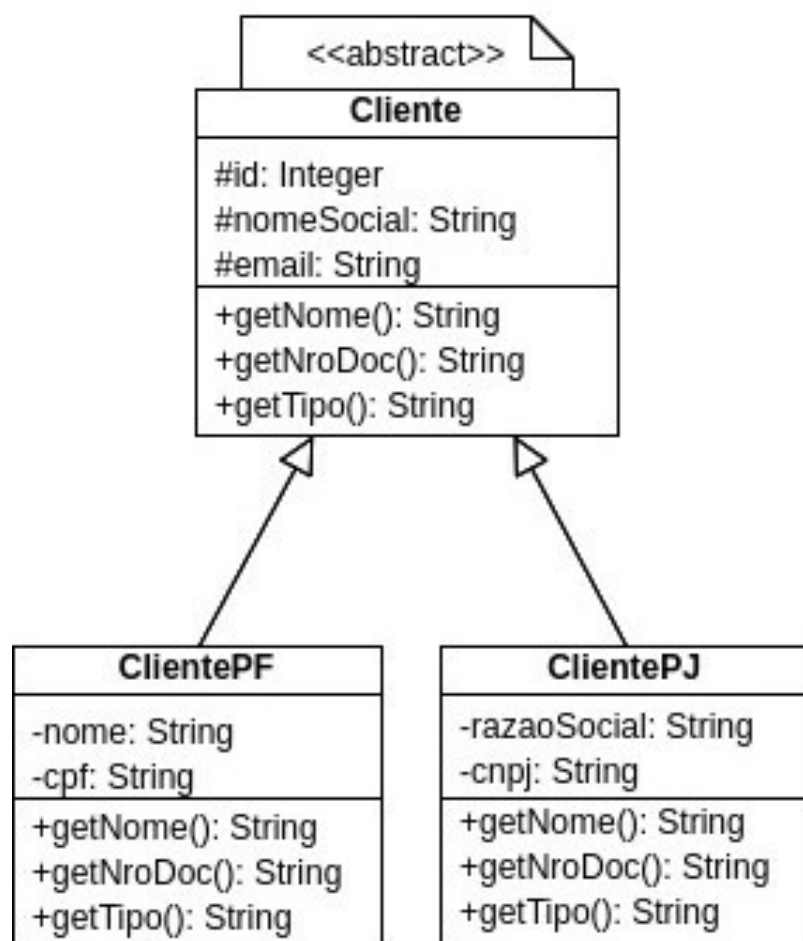 <<abstract>>
Cliente
#id: Integer
#nomeSocial: String
#email: String
+getNome(): String
+getNroDoc(): String
+getTipo(): String
ClientePF
-nome: String
-cpf: String
+getNome(): String
+getNroDoc(): String
+getTipo(): String
ClientePJ
-razaoSocial: String
-cnpj: String
+getNome(): String
+getNroDoc(): String
+getTipo(): String